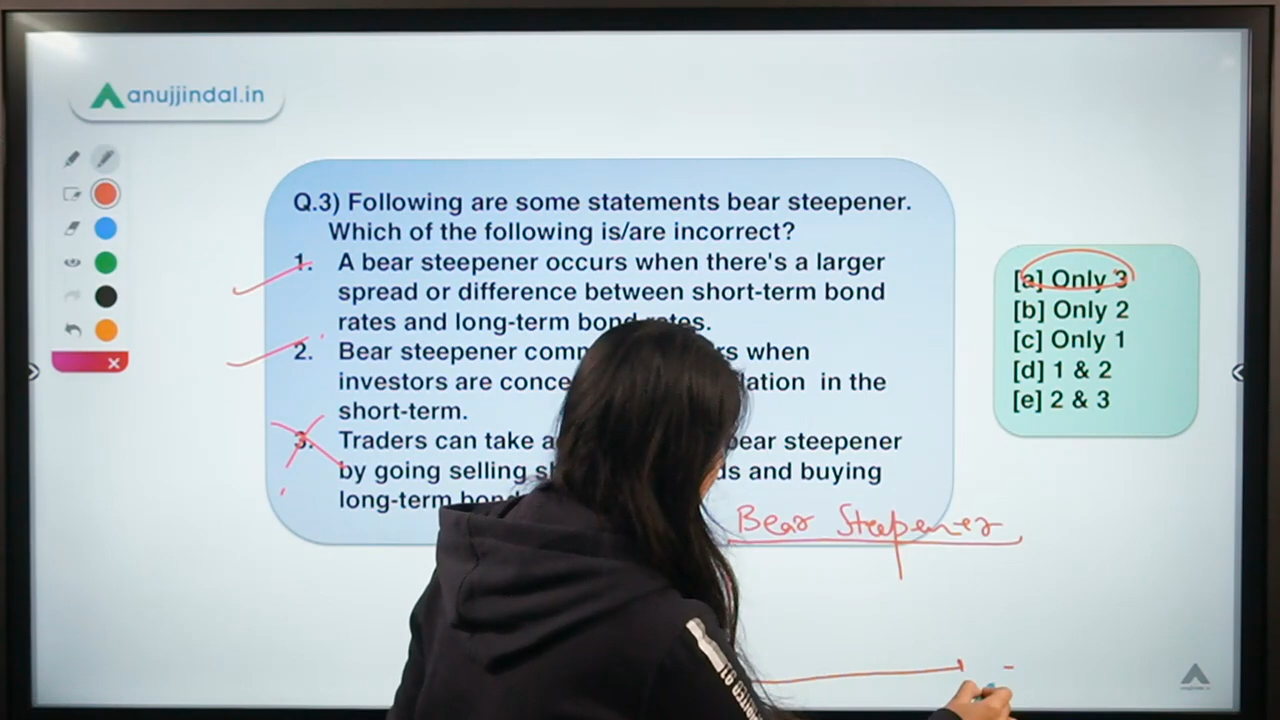 anujjindal.in
Q.3) Following are some statements bear steepener.
Which of the following is/are incorrect?
1. A bear steepener occurs when there's a larger
spread or difference between short-term bond
rates and long-term bond rates.
2. Bear steepener when
investors are in the
short-term.
3. Traders can take bear steepener
by going selling and buying
long-term
[a] Only 3
[b] Only 2
[c] Only 1
[d] 1 & 2
[e] 2 & 3
Bear Steepener